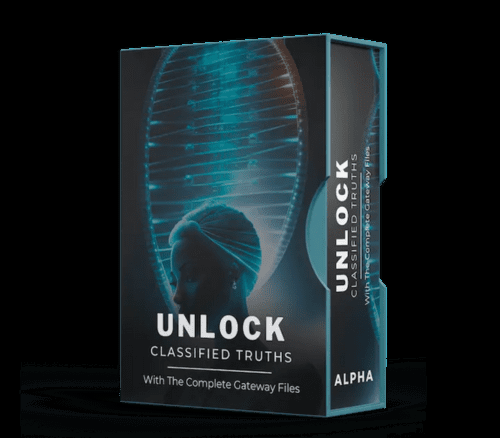 UNLOCK
CLASSIFIED TRUTHS
With The Complete Gateway Files
UNLOCK
CLASSIFIED TRUTHS
With The Complete Gateway Files
ALPHA